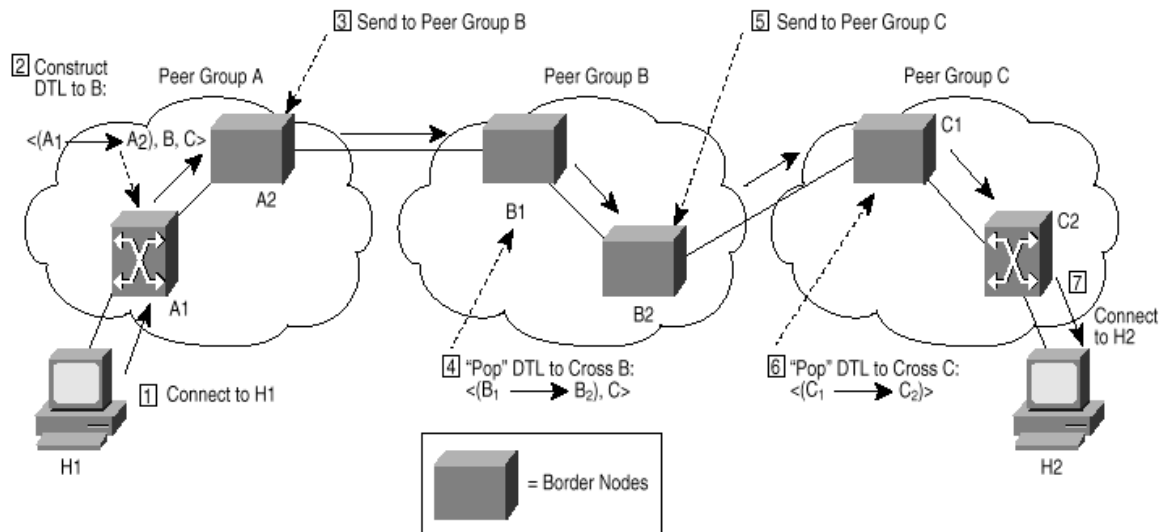 3 Send to Peer Group B
5 Send to Peer Group C
2 Construct
DTL to B:
Peer Group A
Peer Group B
Peer Group C
<(A1 A2), B, C>
A2
B1
C1
A1
B2
C2
7
Connect
to H2
1 Connect to H1
4 “Pop” DTL to Cross B:
<(B1 B2), C>
6 “Pop” DTL to Cross C:
<(C1 C2)>
H1
H2
= Border Nodes